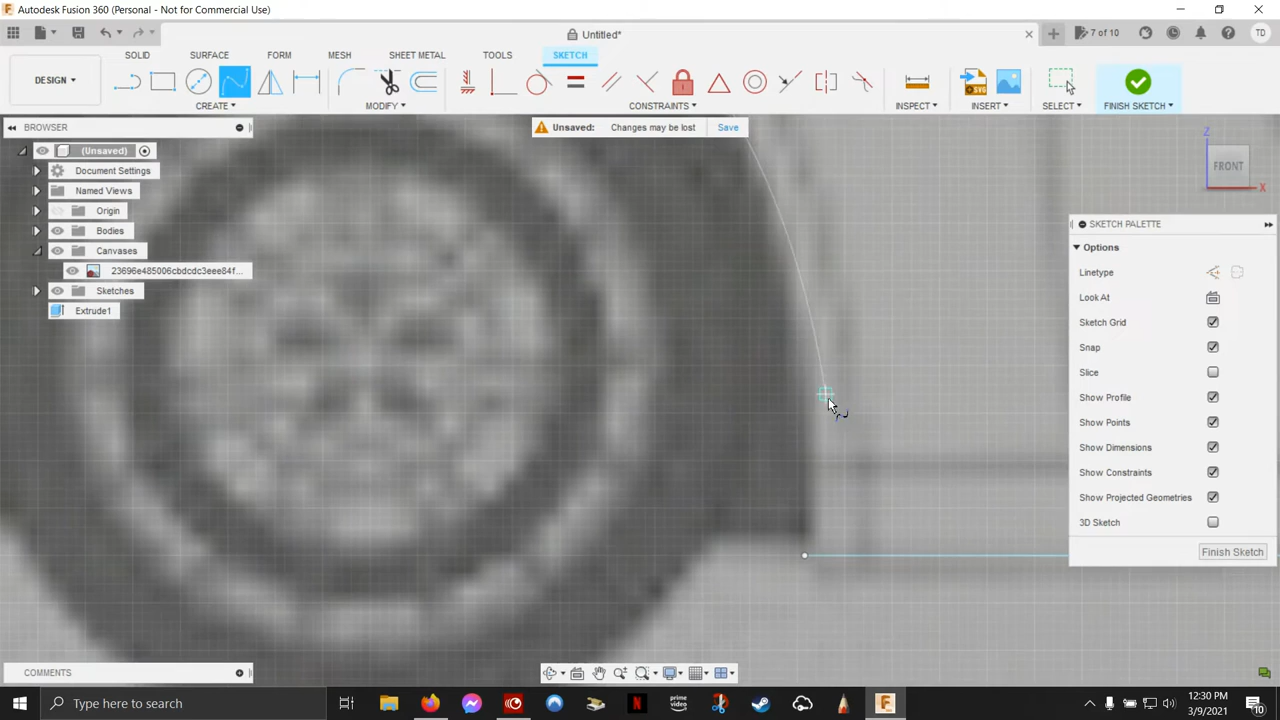 Autodesk Fusion 360 (Personal - Not for Commercial Use)
Untitled*
7 of 10
TD
DESIGN
SOLID
SURFACE
FORM
MESH
SHEET METAL
TOOLS
SKETCH
CREATE
MODIFY
CONSTRAINTS
INSPECT
INSERT
SVG
SELECT
FINISH SKETCH
BROWSER
Unsaved: Changes may be lost Save
(Unsaved)
Document Settings
Named Views
Origin
Bodies
Canvases
23696e485006cbdcdc3eee84f...
Sketches
Extrude1
Z
FRONT
X
SKETCH PALETTE
Options
Linetype
Look At
Sketch Grid
Snap
Slice
Show Profile
Show Points
Show Dimensions
Show Constraints
Show Projected Geometries
3D Sketch
Finish Sketch
COMMENTS
Type here to search
prime
video
12:30 PM
3/9/2021